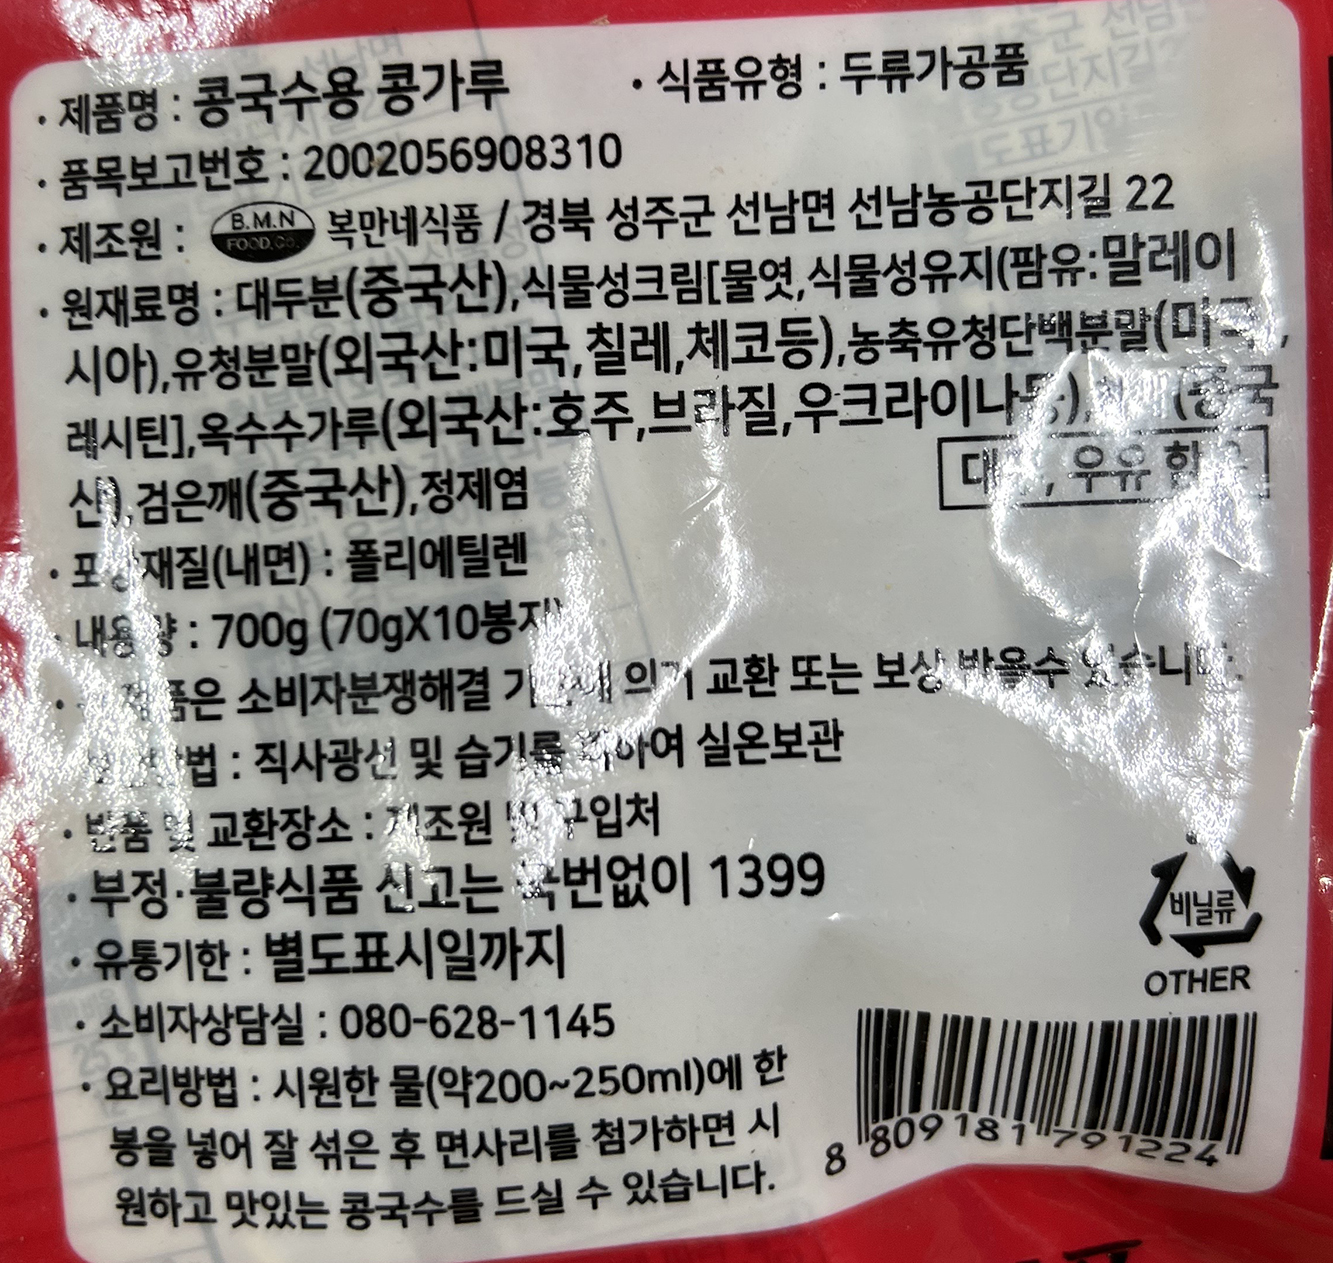 · 제품명 : 콩국수용 콩가루 · 식품유형 : 두류가공품
· 품목보고번호 : 2002056908310
· 제조원 : B.M.N FOOD.Co. 복만네식품 / 경북 성주군 선남면 선남농공단지길 22
· 원재료명 : 대두분(중국산),식물성크림[물엿,식물성유지(팜유:말레이
시아),유청분말(외국산:미국,칠레,체코등),농축유청단백분말(미국),
레시틴],옥수수가루(외국산:호주,브라질,우크라이나등), (중국
산),검은깨(중국산),정제염
대두, 우유 함유
· 포장재질(내면) : 폴리에틸렌
· 내용량 : 700g (70gX10봉지)
· 제품은 소비자분쟁해결 의거 교환 또는 보상 받을수 있습니다.
: 직사광선 및 습기를 피하여 실온보관
· 반품 및 교환장소 : 제조원 및 구입처
· 부정·불량식품 신고는 국번없이 1399
· 유통기한 : 별도표시일까지
· 소비자상담실 : 080-628-1145
· 요리방법 : 시원한 물(약200~250ml)에 한
봉을 넣어 잘 섞은 후 면사리를 첨가하면 시
원하고 맛있는 콩국수를 드실 수 있습니다.
비닐류
OTHER
8 809181 791224